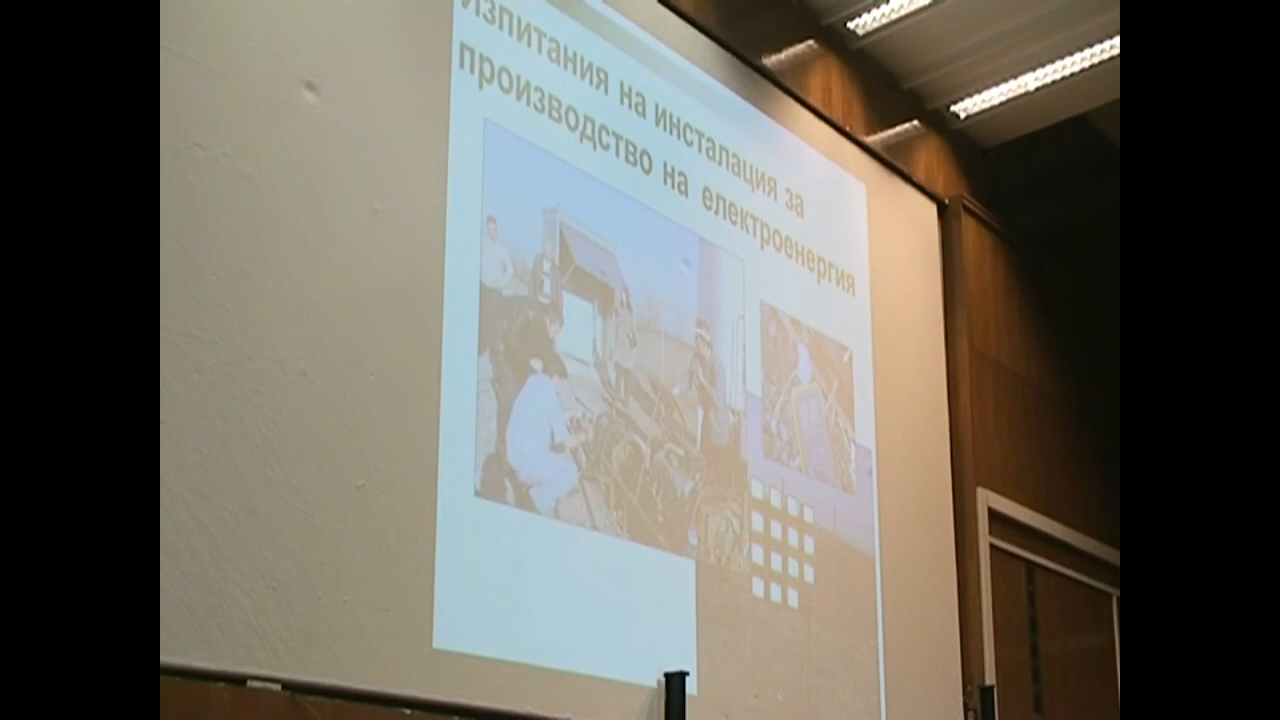 Изпитания на инсталация за
производство на електроенергия